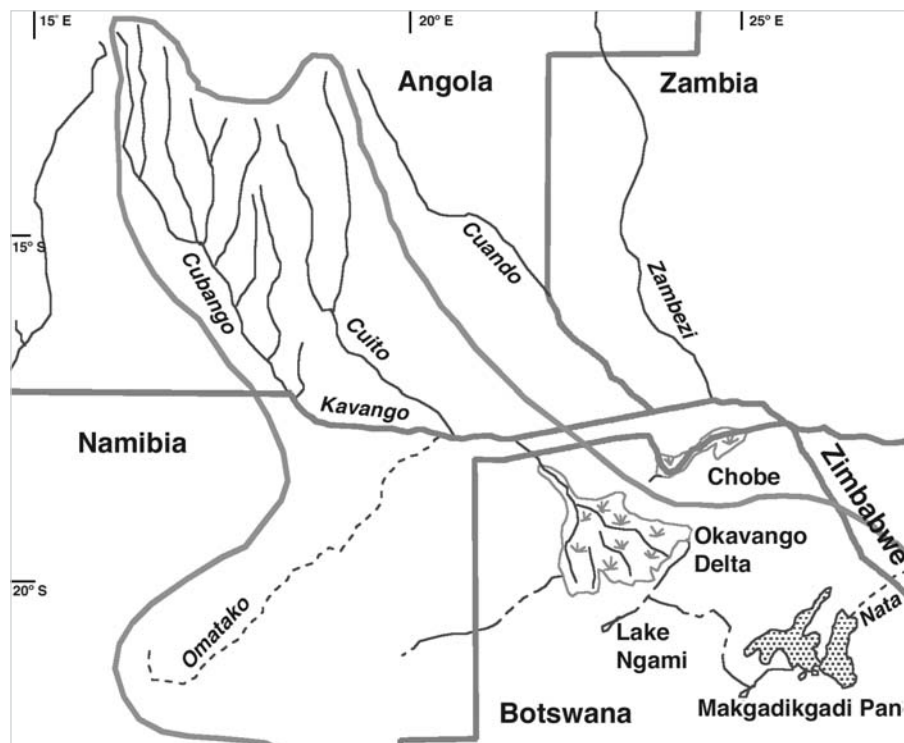 15° E
20° E
25° E
Angola
Zambia
15° S
Cubango
Cuando
Zambezi
Cuito
Kavango
Namibia
Chobe
Zimbabwe
Okavango
Delta
20° S
Omatako
Nata
Lake
Ngami
Botswana
Makgadikgadi Pan